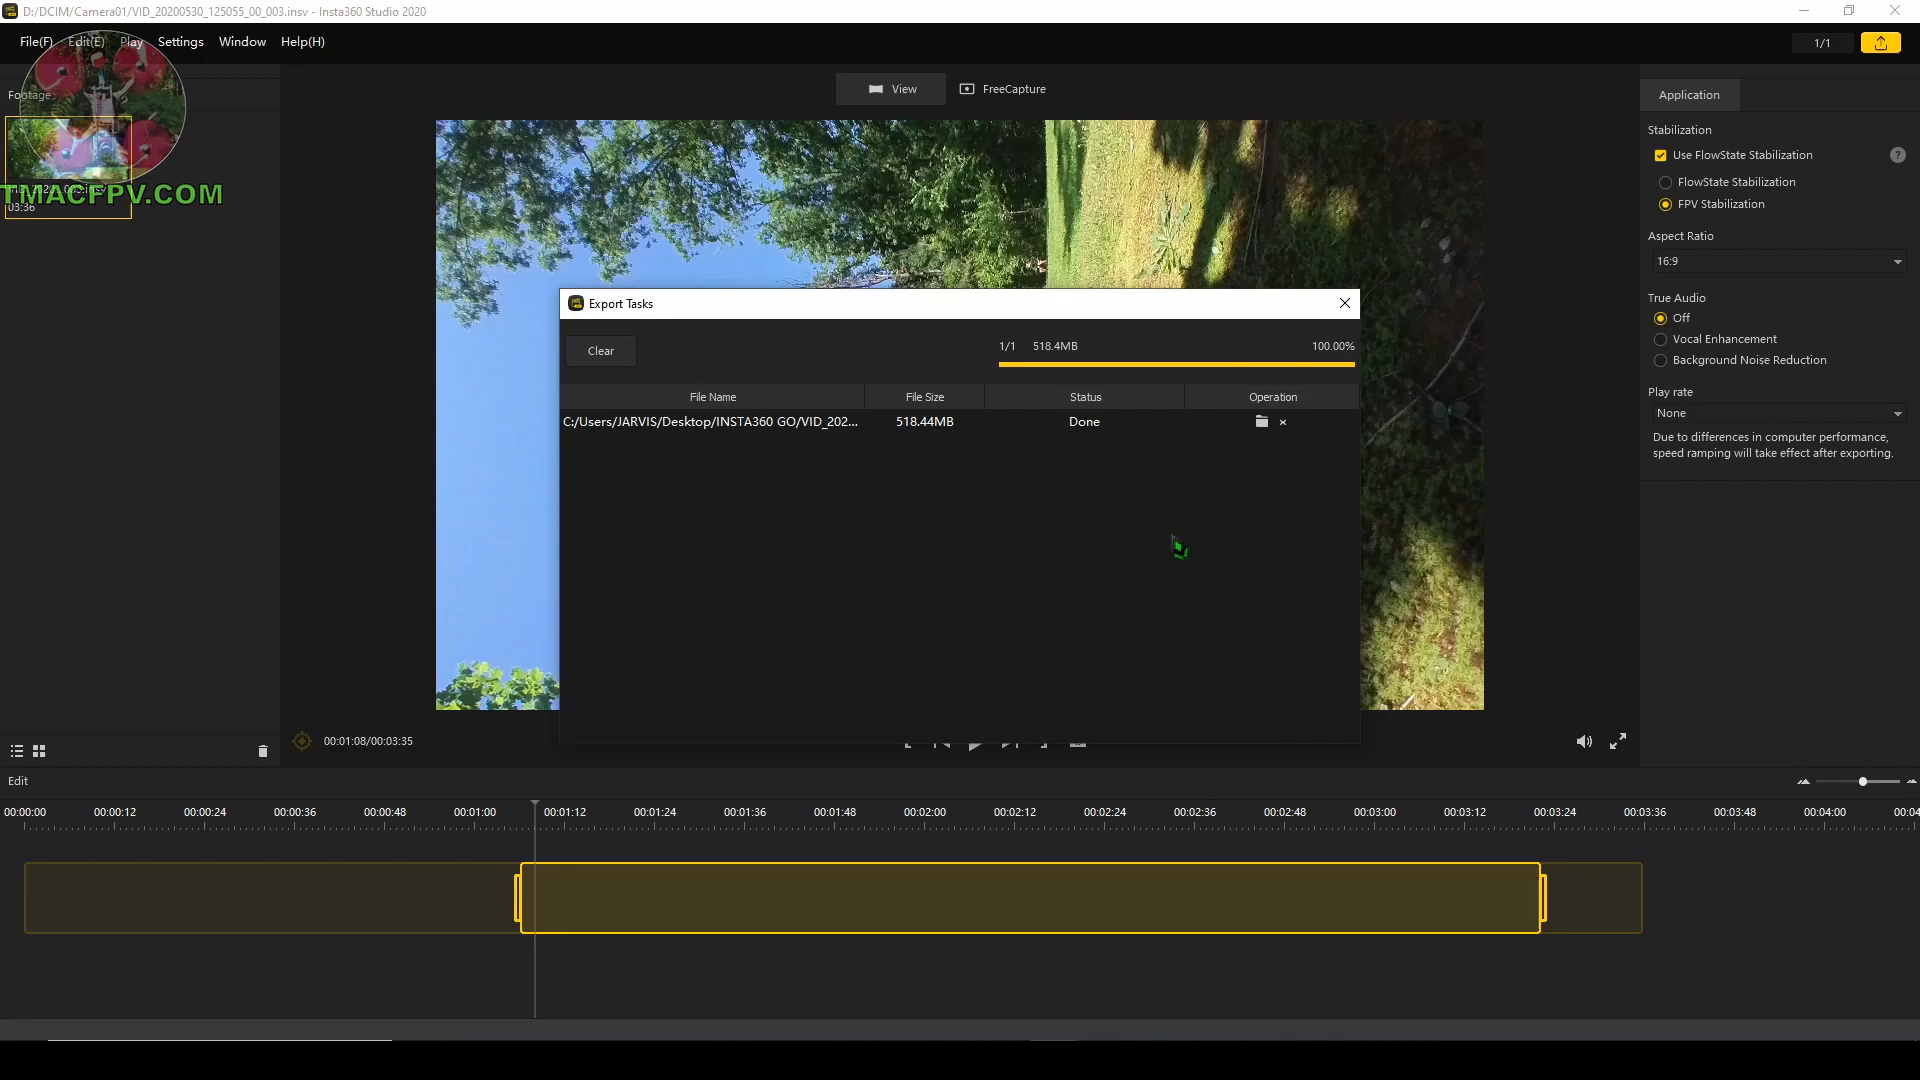 D:/DCIM/Camera01/VID_20200530_125055_00_003.insv - Insta360 Studio 2020
File(F) Edit(E) Play Settings Window Help(H)
1/1
Footage
TMACFPV.COM
03:36
View FreeCapture
Application
Stabilization
Use FlowState Stabilization
?
FlowState Stabilization
FPV Stabilization
Aspect Ratio
16:9
True Audio
Off
Vocal Enhancement
Background Noise Reduction
Play rate
None
Due to differences in computer performance,
speed ramping will take effect after exporting.
Export Tasks
Clear
1/1 518.4MB 100.00%
File Name File Size Status Operation
C:/Users/JARVIS/Desktop/INSTA360 GO/VID_202... 518.44MB Done
00:01:08/00:03:35
Edit
00:00:00 00:00:12 00:00:24 00:00:36 00:00:48 00:01:00 00:01:12 00:01:24 00:01:36 00:01:48 00:02:00 00:02:12 00:02:24 00:02:36 00:02:48 00:03:00 00:03:12 00:03:24 00:03:36 00:03:48 00:04:00 00:04